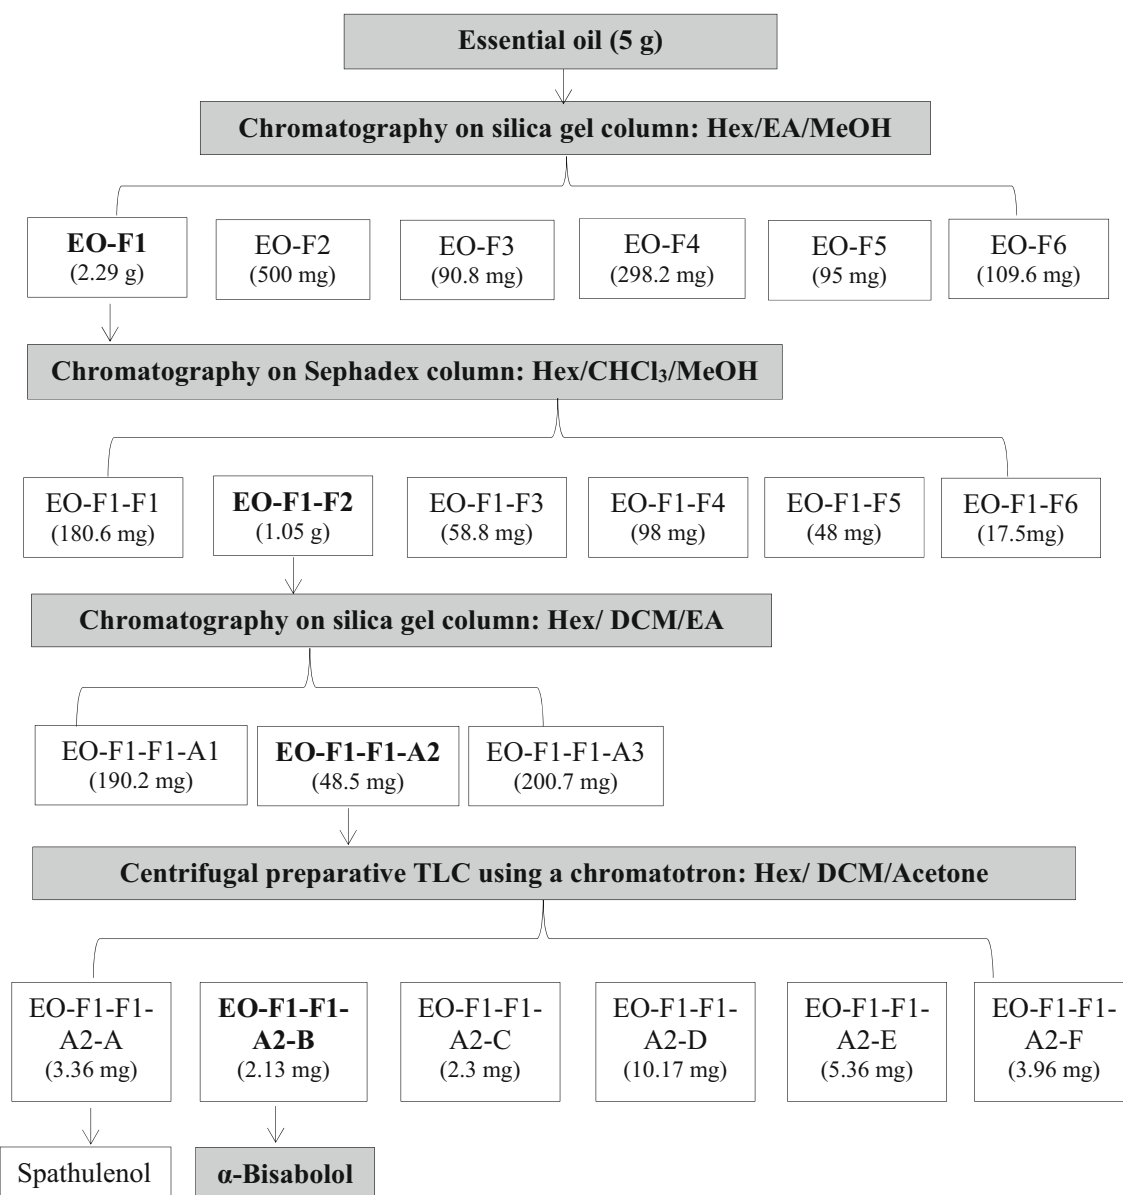 Essential oil (5 g)
Chromatography on silica gel column: Hex/EA/MeOH
EO-F1
(2.29 g)
EO-F2
(500 mg)
EO-F3
(90.8 mg)
EO-F4
(298.2 mg)
EO-F5
(95 mg)
EO-F6
(109.6 mg)
Chromatography on Sephadex column: Hex/CHCl₃/MeOH
EO-F1-F1
(180.6 mg)
EO-F1-F2
(1.05 g)
EO-F1-F3
(58.8 mg)
EO-F1-F4
(98 mg)
EO-F1-F5
(48 mg)
EO-F1-F6
(17.5mg)
Chromatography on silica gel column: Hex/ DCM/EA
EO-F1-F1-A1
(190.2 mg)
EO-F1-F1-A2
(48.5 mg)
EO-F1-F1-A3
(200.7 mg)
Centrifugal preparative TLC using a chromatotron: Hex/ DCM/Acetone
EO-F1-F1-
A2-A
(3.36 mg)
EO-F1-F1-
A2-B
(2.13 mg)
EO-F1-F1-
A2-C
(2.3 mg)
EO-F1-F1-
A2-D
(10.17 mg)
EO-F1-F1-
A2-E
(5.36 mg)
EO-F1-F1-
A2-F
(3.96 mg)
Spathulenol
α-Bisabolol